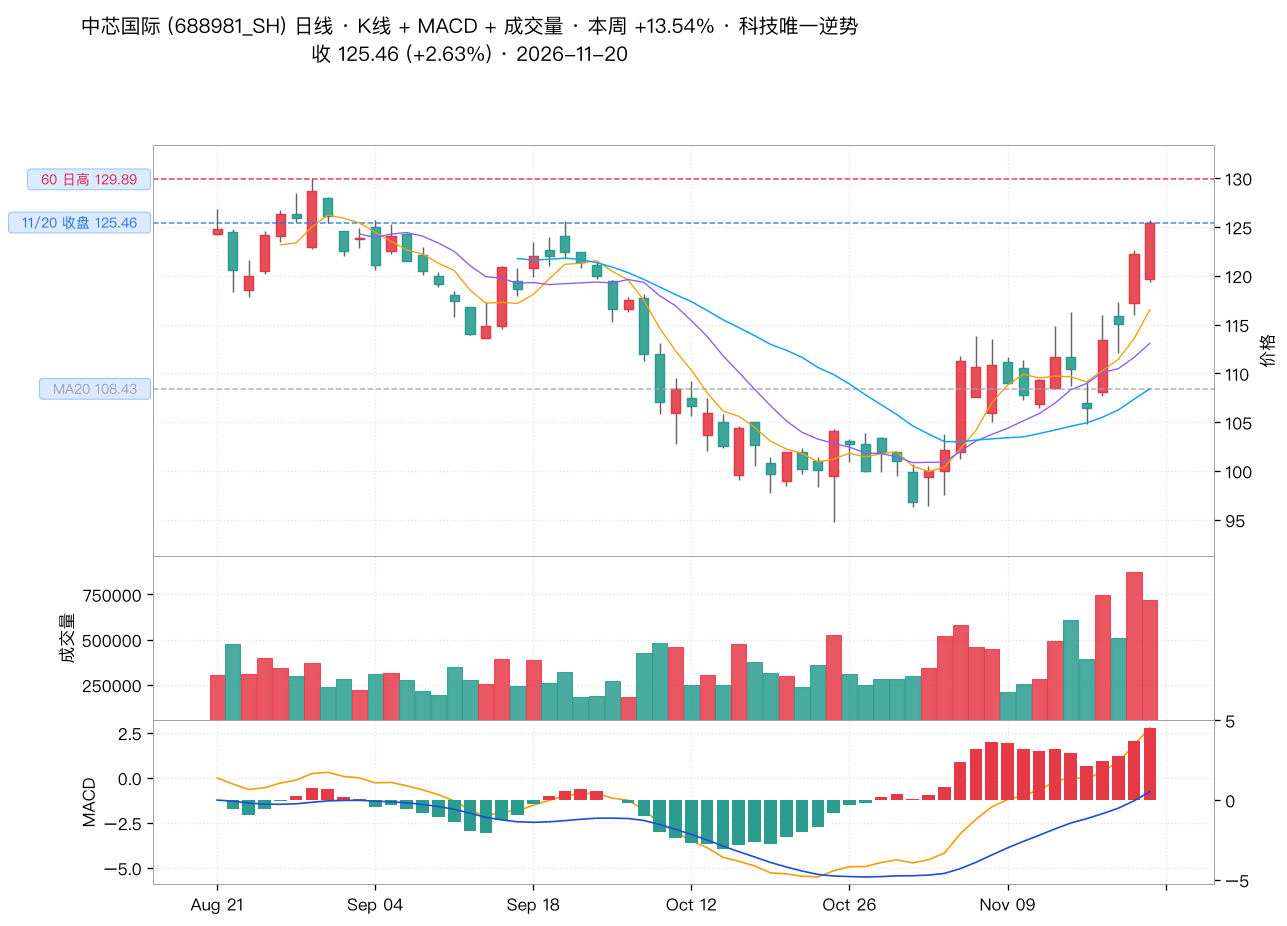 中芯国际 (688981_SH) 日线 · K线 + MACD + 成交量 · 本周 +13.54% · 科技唯一逆势
收 125.46 (+2.63%) · 2026−11−20
60 日高 129.89
11/20 收盘 125.46
MA20 108.43
130
125
120
115
110
105
100
95
价格
750000
500000
250000
成交量
2.5
0.0
−2.5
−5.0
MACD
5
0
−5
Aug 21
Sep 04
Sep 18
Oct 12
Oct 26
Nov 09